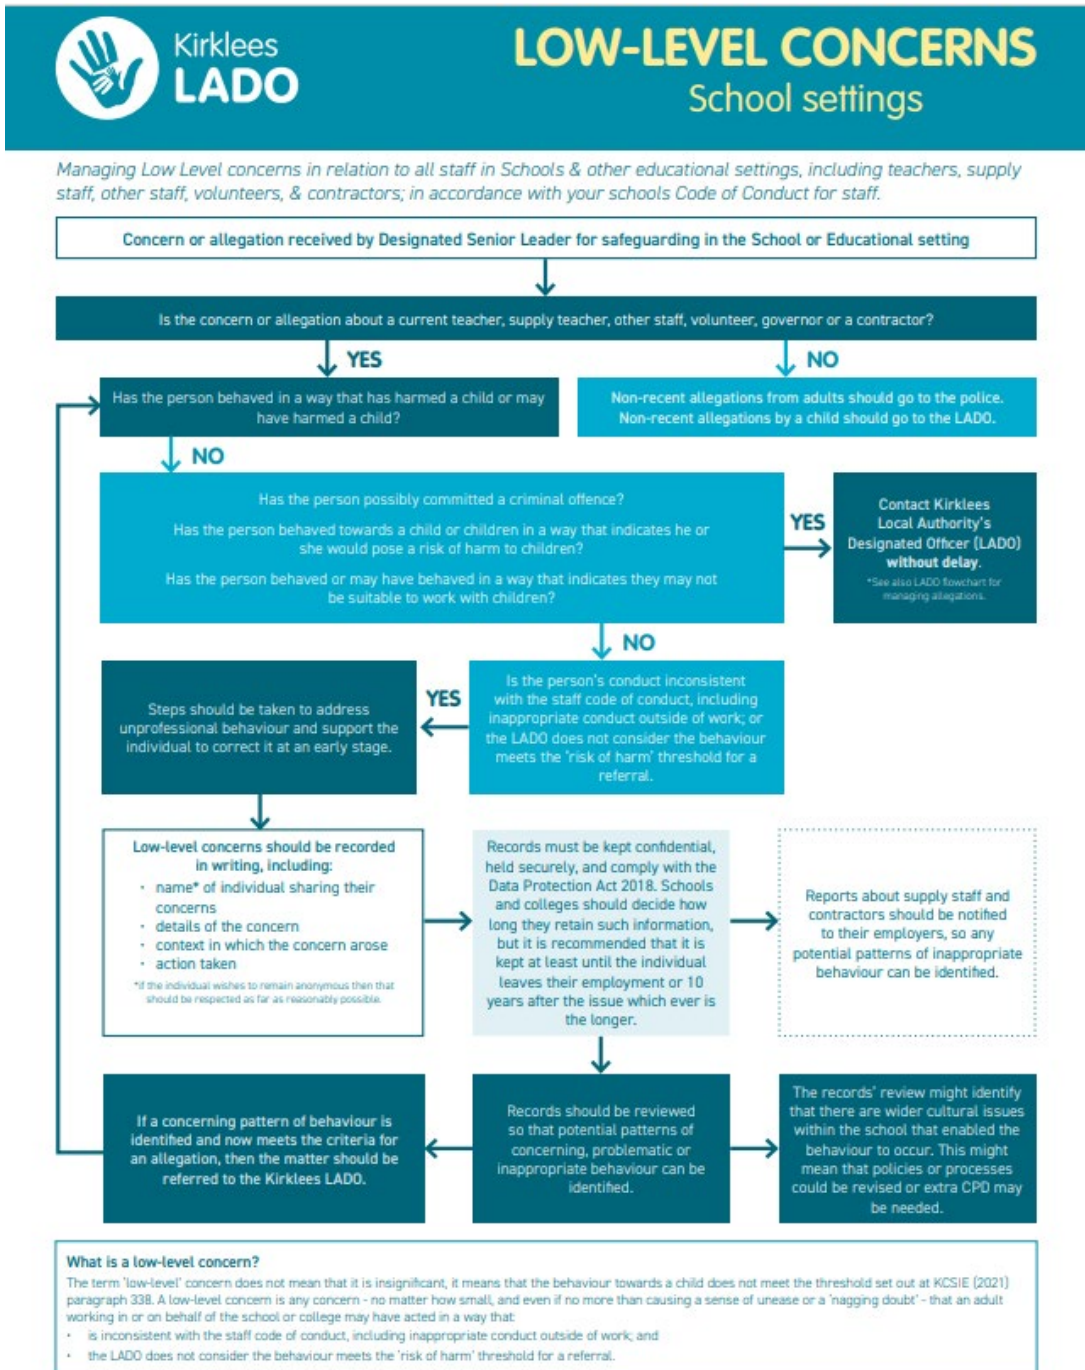 Kirklees
LADO
LOW-LEVEL CONCERNS
School settings
Managing Low Level concerns in relation to all staff in Schools & other educational settings, including teachers, supply
staff, other staff, volunteers, & contractors; in accordance with your schools Code of Conduct for staff.
Concern or allegation received by Designated Senior Leader for safeguarding in the School or Educational setting
Is the concern or allegation about a current teacher, supply teacher, other staff, volunteer, governor or a contractor?
YES
NO
Has the person behaved in a way that has harmed a child or may
have harmed a child?
Non-recent allegations from adults should go to the police.
Non-recent allegations by a child should go to the LADO.
NO
Has the person possibly committed a criminal offence?
Has the person behaved towards a child or children in a way that indicates he or
she would pose a risk of harm to children?
Has the person behaved or may have behaved in a way that indicates they may not
be suitable to work with children?
YES
Contact Kirklees
Local Authority's
Designated Officer (LADO)
without delay.
*See also LADO flowchart for
managing allegations.
NO
Is the person's conduct inconsistent
with the staff code of conduct, including
inappropriate conduct outside of work; or
the LADO does not consider the behaviour
meets the 'risk of harm' threshold for a
referral.
YES
Steps should be taken to address
unprofessional behaviour and support the
individual to correct it at an early stage.
Low-level concerns should be recorded
in writing, including:
· name* of individual sharing their
concerns
· details of the concern
· context in which the concern arose
· action taken
*if the individual wishes to remain anonymous then that
should be respected as far as reasonably possible.
Records must be kept confidential,
held securely, and comply with the
Data Protection Act 2018. Schools
and colleges should decide how
long they retain such information,
but it is recommended that it is
kept at least until the individual
leaves their employment or 10
years after the issue which ever is
the longer.
Reports about supply staff and
contractors should be notified
to their employers, so any
potential patterns of inappropriate
behaviour can be identified.
If a concerning pattern of behaviour is
identified and now meets the criteria for
an allegation, then the matter should be
referred to the Kirklees LADO.
Records should be reviewed
so that potential patterns of
concerning, problematic or
inappropriate behaviour can be
identified.
The records' review might identify
that there are wider cultural issues
within the school that enabled the
behaviour to occur. This might
mean that policies or processes
could be revised or extra CPD may
be needed.
What is a low-level concern?
The term 'low-level' concern does not mean that it is insignificant, it means that the behaviour towards a child does not meet the threshold set out at KCSIE (2021)
paragraph 338. A low-level concern is any concern - no matter how small, and even if no more than causing a sense of unease or a 'nagging doubt' - that an adult
working in or on behalf of the school or college may have acted in a way that:
· is inconsistent with the staff code of conduct, including inappropriate conduct outside of work; and
· the LADO does not consider the behaviour meets the 'risk of harm' threshold for a referral.